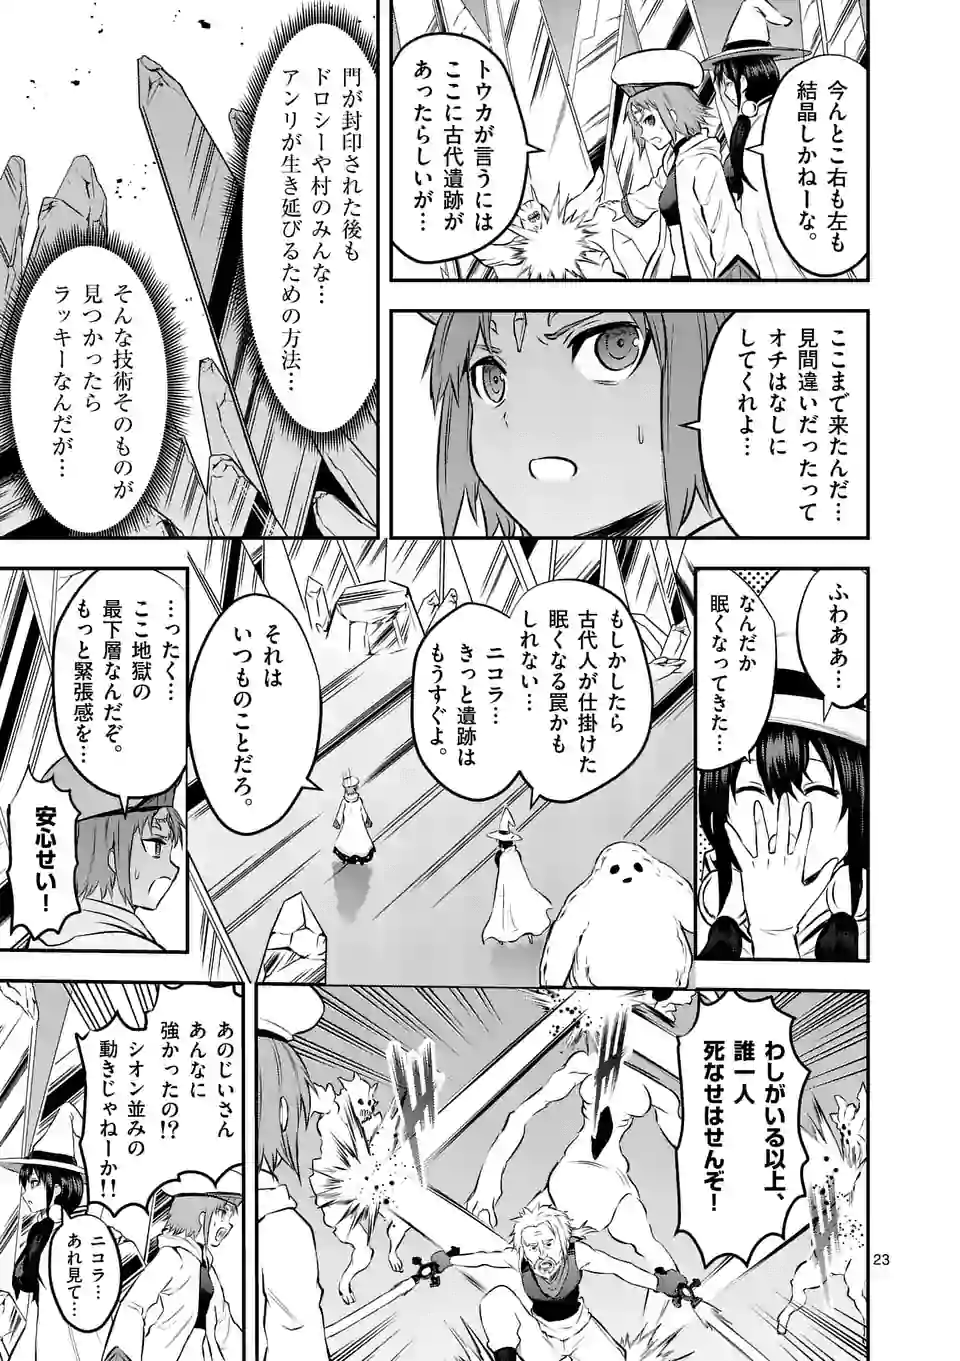 今んとこ右も左も
結晶しかねーな。
トウカが言うには
ここに古代遺跡が
あったらしいが…
ここまで来たんだ…
見間違いだったって
オチはなしに
してくれよ…
門が封印された後も
ドロシーや村のみんな…
アンリが生き延びるための方法…
そんな技術そのものが
見つかったら
ラッキーなんだが…
ふわああ…
なんだか
眠くなってきた…
もしかしたら
古代人が仕掛けた
眠くなる罠かも
しれない…
ニコラ…
きっと遺跡は
もうすぐよ。
それは
いつものことだろ。
…ったく…
ここ地獄の
最下層なんだぞ。
もっと緊張感を…
安心せい!
わしがいる以上、
誰一人
死なせはせんぞ!
あのじいさん
あんなに
強かったの!?
シオン並みの
動きじゃねーか!!
ニコラ…
あれ見て…
23